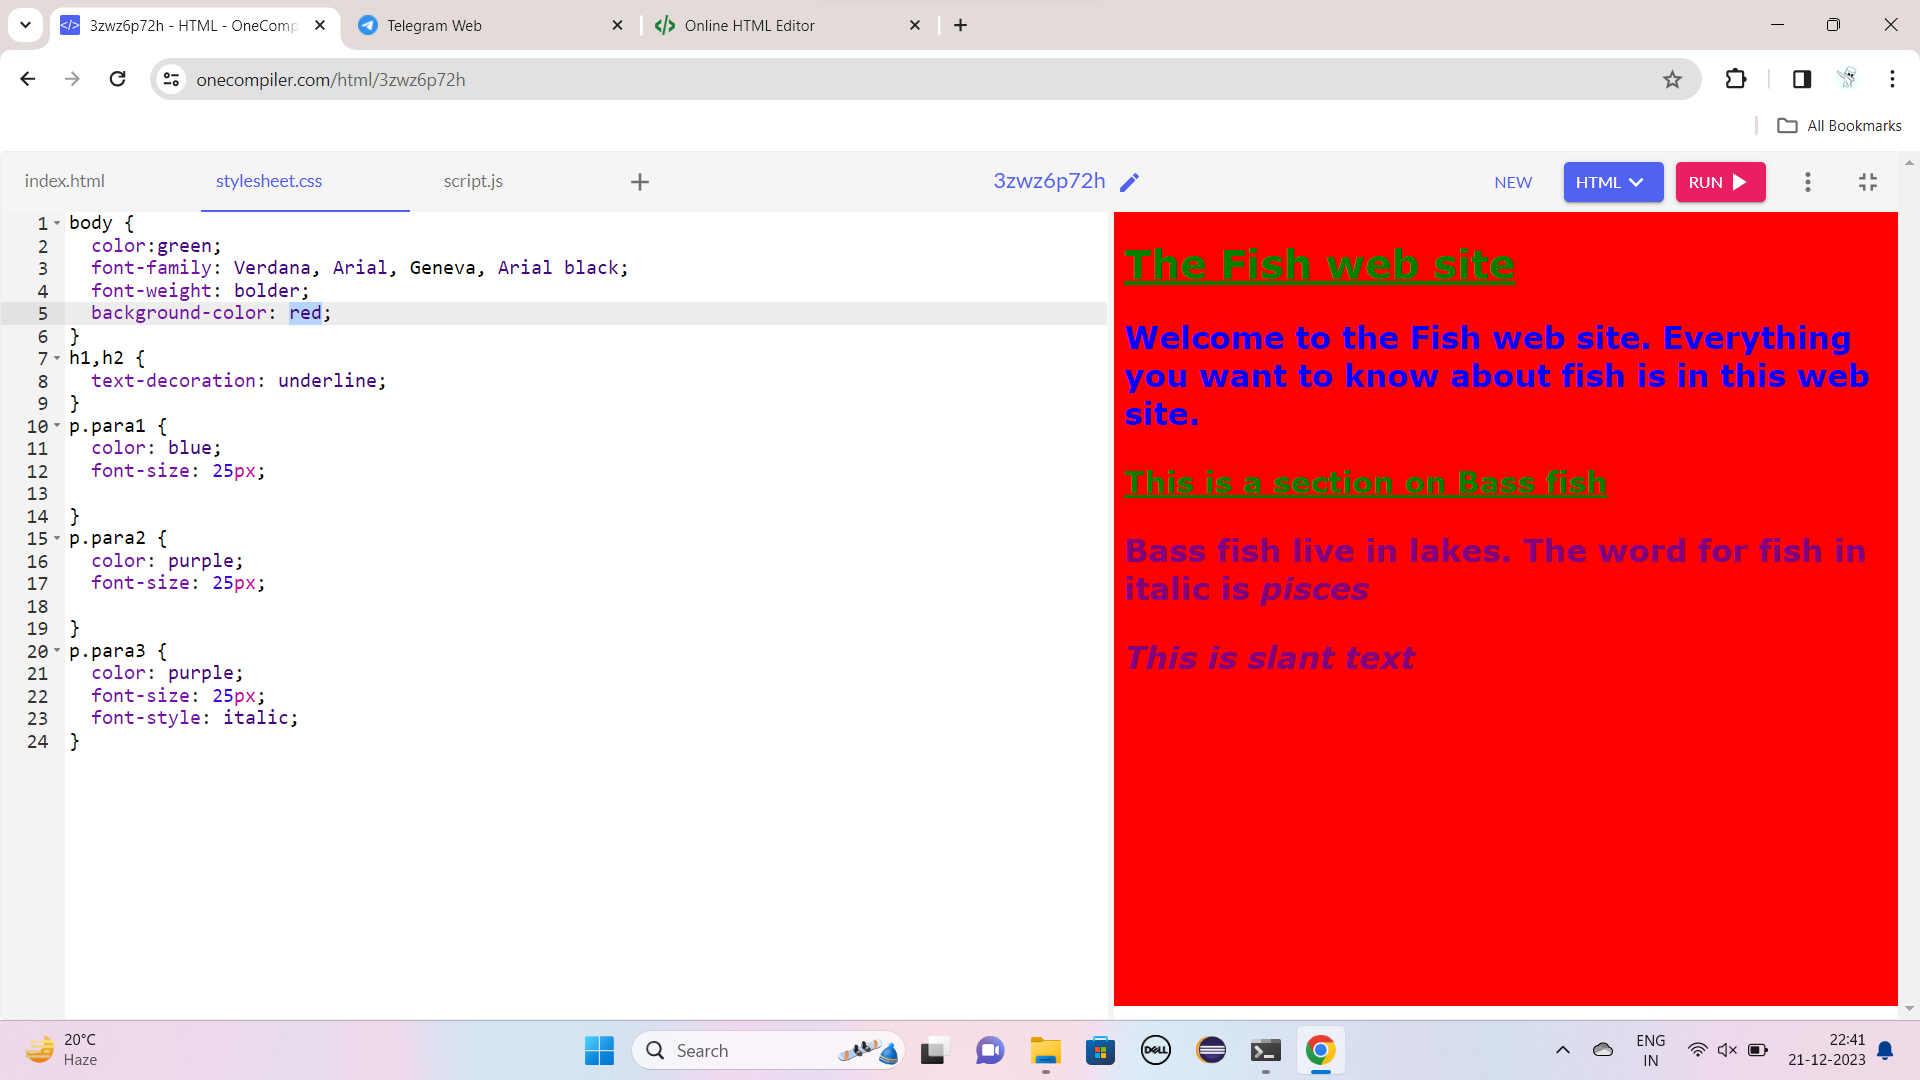 3zwz6p72h - HTML - OneComp
Telegram Web
Online HTML Editor
onecompiler.com/html/3zwz6p72h
All Bookmarks
index.html
stylesheet.css
script.js
3zwz6p72h
NEW
HTML
RUN
1 body {
2 color:green;
3 font-family: Verdana, Arial, Geneva, Arial black;
4 font-weight: bolder;
5 background-color: red;
6 }
7 h1,h2 {
8 text-decoration: underline;
9 }
10 p.para1 {
11 color: blue;
12 font-size: 25px;
13
14 }
15 p.para2 {
16 color: purple;
17 font-size: 25px;
18
19 }
20 p.para3 {
21 color: purple;
22 font-size: 25px;
23 font-style: italic;
24 }
The Fish web site
Welcome to the Fish web site. Everything
you want to know about fish is in this web
site.
This is a section on Bass fish
Bass fish live in lakes. The word for fish in
italic is pisces
This is slant text
20°C
Haze
Search
DELL
ENG
IN
22:41
21-12-2023